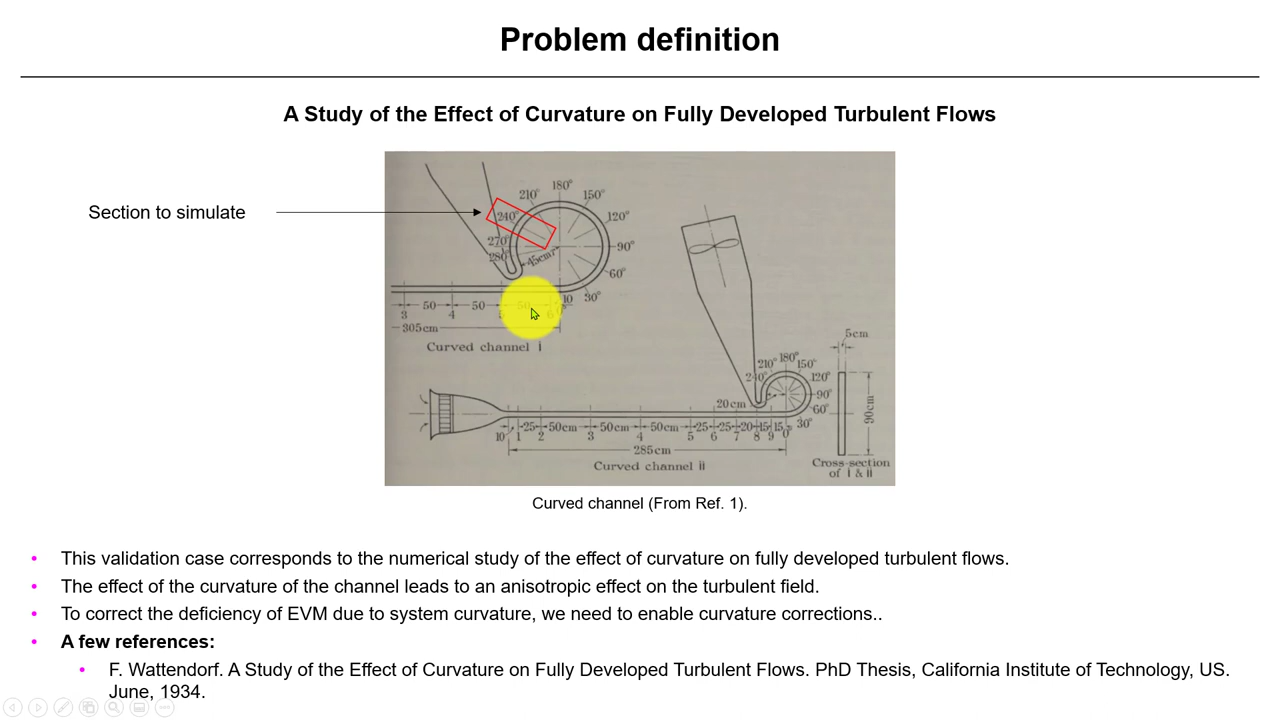 Problem definition
A Study of the Effect of Curvature on Fully Developed Turbulent Flows
Section to simulate
180°
210°
150°
240°
120°
270°
90°
280°
45cm
60°
30°
10
50
50
50
3
4
5
6
305cm
Curved channel I
5cm
210° 180° 150°
240°
120°
90°
60°
30°
20cm
90cm
25 50cm 50cm 50cm 25 25 20 15 15
10 1 2 3 4 5 6 7 8 9 0°
285cm
Curved channel II
Cross-section
of I & II
Curved channel (From Ref. 1).
• This validation case corresponds to the numerical study of the effect of curvature on fully developed turbulent flows.
• The effect of the curvature of the channel leads to an anisotropic effect on the turbulent field.
• To correct the deficiency of EVM due to system curvature, we need to enable curvature corrections..
• A few references:
• F. Wattendorf. A Study of the Effect of Curvature on Fully Developed Turbulent Flows. PhD Thesis, California Institute of Technology, US.
June, 1934.